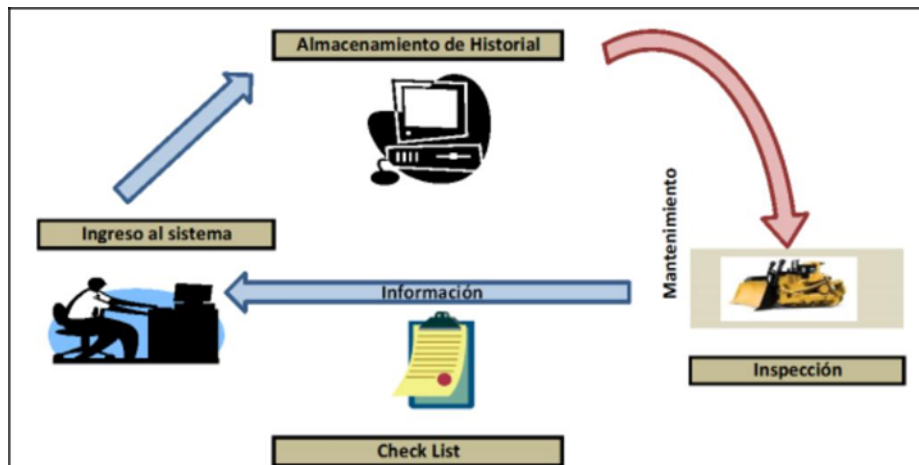 Almacenamiento de Historial
Mantenimiento
Ingreso al sistema
Información
Inspección
Check List